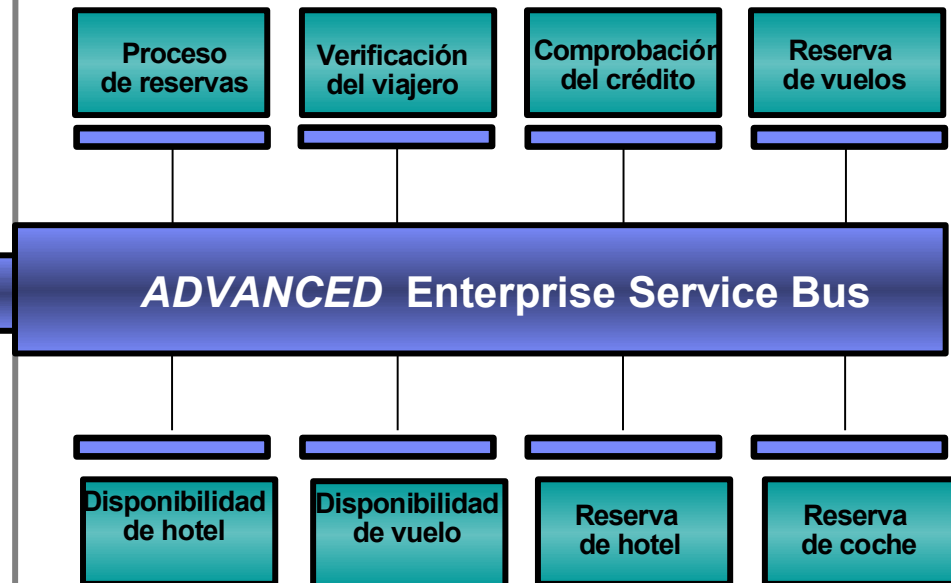 Proceso
de reservas
Verificación
del viajero
Comprobación
del crédito
Reserva
de vuelos
ADVANCED Enterprise Service Bus
Disponibilidad
de hotel
Disponibilidad
de vuelo
Reserva
de hotel
Reserva
de coche